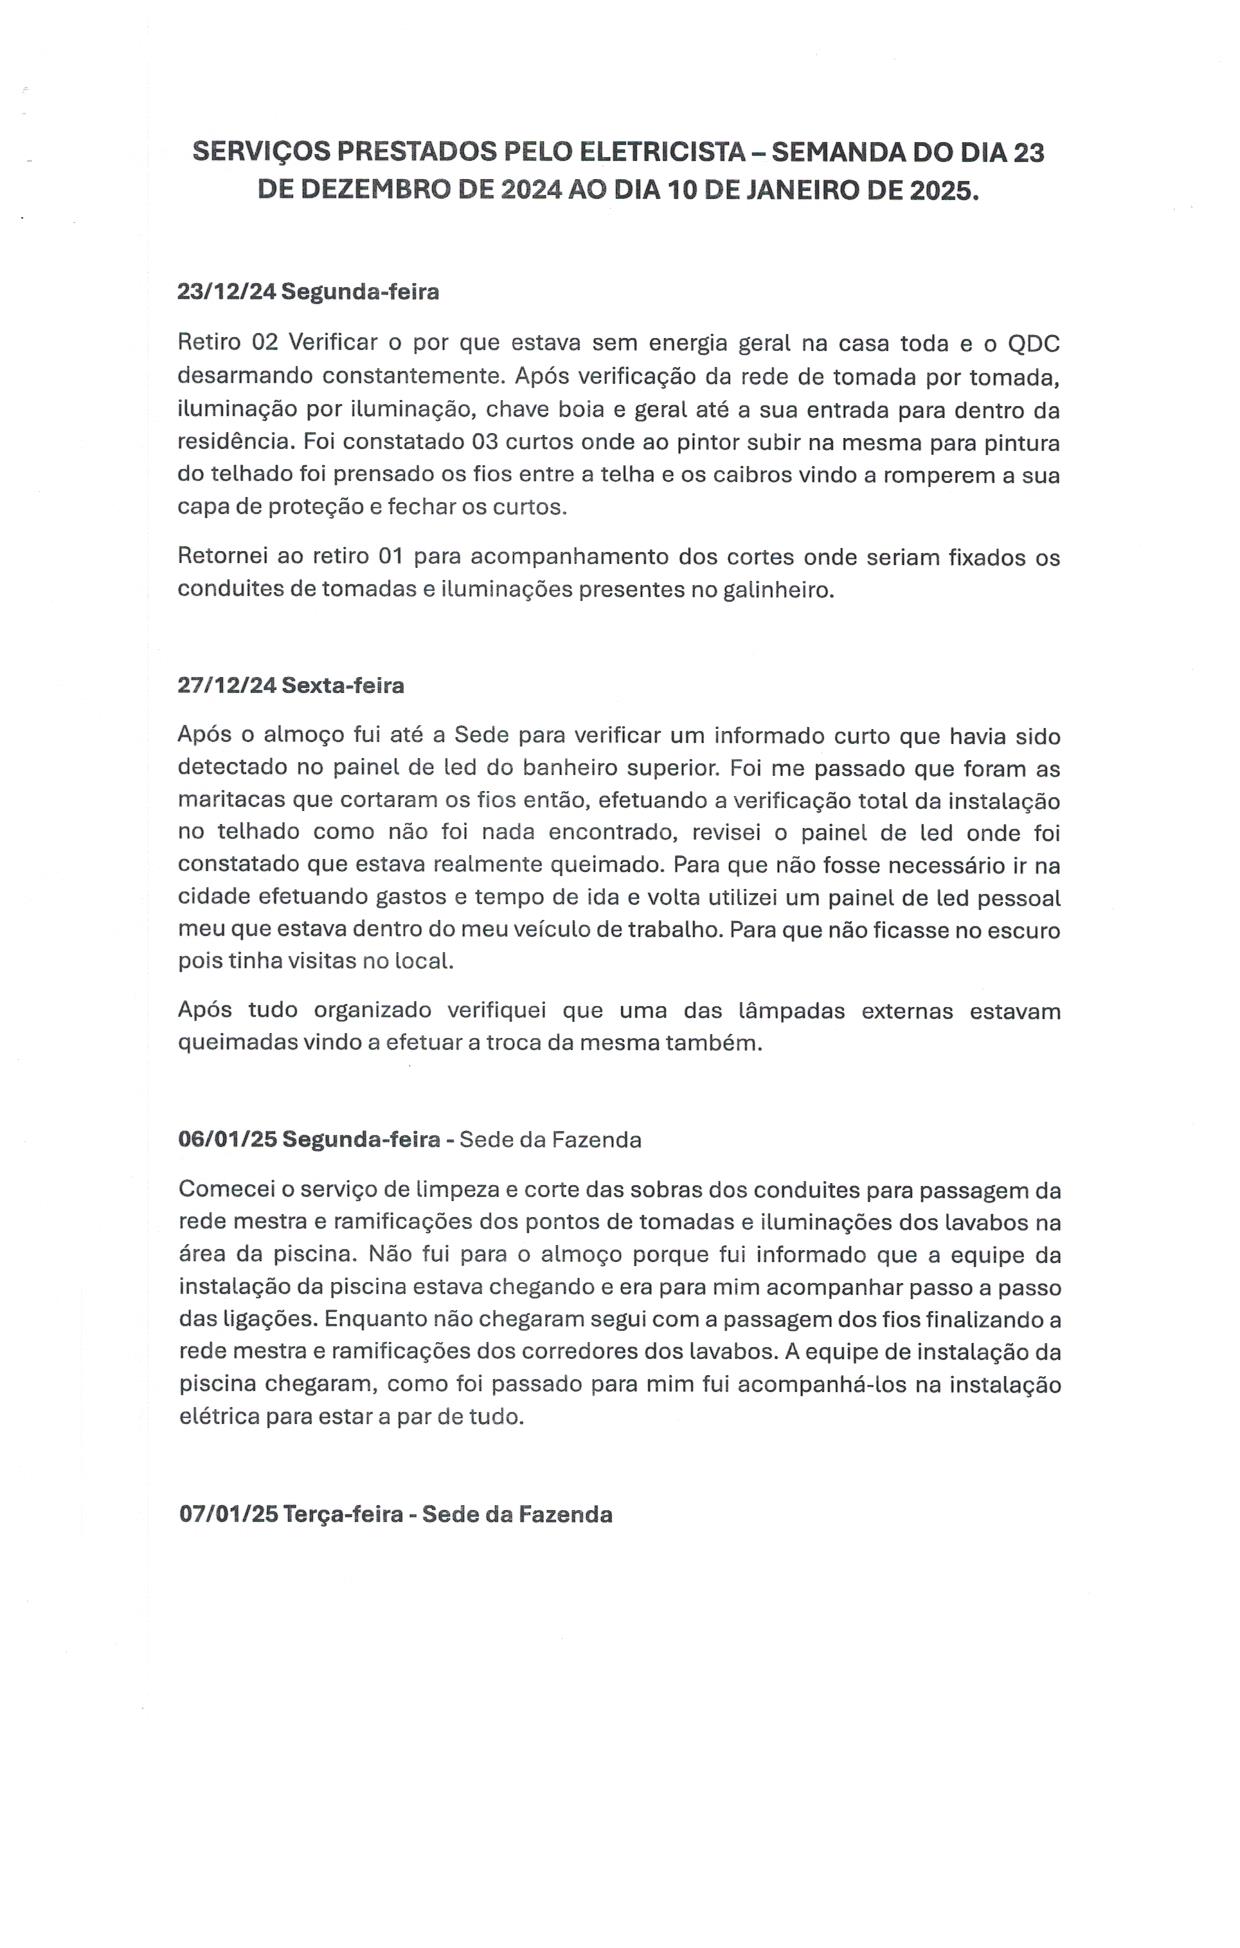 SERVIÇOS PRESTADOS PELO ELETRICISTA – SEMANDA DO DIA 23
DE DEZEMBRO DE 2024 AO DIA 10 DE JANEIRO DE 2025.
23/12/24 Segunda-feira
Retiro 02 Verificar o por que estava sem energia geral na casa toda e o QDC
desarmando constantemente. Após verificação da rede de tomada por tomada,
iluminação por iluminação, chave boia e geral até a sua entrada para dentro da
residência. Foi constatado 03 curtos onde ao pintor subir na mesma para pintura
do telhado foi prensado os fios entre a telha e os caibros vindo a romperem a sua
capa de proteção e fechar os curtos.
Retornei ao retiro 01 para acompanhamento dos cortes onde seriam fixados os
conduites de tomadas e iluminações presentes no galinheiro.
27/12/24 Sexta-feira
Após o almoço fui até a Sede para verificar um informado curto que havia sido
detectado no painel de led do banheiro superior. Foi me passado que foram as
maritacas que cortaram os fios então, efetuando a verificação total da instalação
no telhado como não foi nada encontrado, revisei o painel de led onde foi
constatado que estava realmente queimado. Para que não fosse necessário ir na
cidade efetuando gastos e tempo de ida e volta utilizei um painel de led pessoal
meu que estava dentro do meu veículo de trabalho. Para que não ficasse no escuro
pois tinha visitas no local.
Após tudo organizado verifiquei que uma das lâmpadas externas estavam
queimadas vindo a efetuar a troca da mesma também.
06/01/25 Segunda-feira - Sede da Fazenda
Comecei o serviço de limpeza e corte das sobras dos conduites para passagem da
rede mestra e ramificações dos pontos de tomadas e iluminações dos lavabos na
área da piscina. Não fui para o almoço porque fui informado que a equipe da
instalação da piscina estava chegando e era para mim acompanhar passo a passo
das ligações. Enquanto não chegaram segui com a passagem dos fios finalizando a
rede mestra e ramificações dos corredores dos lavabos. A equipe de instalação da
piscina chegaram, como foi passado para mim fui acompanhá-los na instalação
elétrica para estar a par de tudo.
07/01/25 Terça-feira - Sede da Fazenda